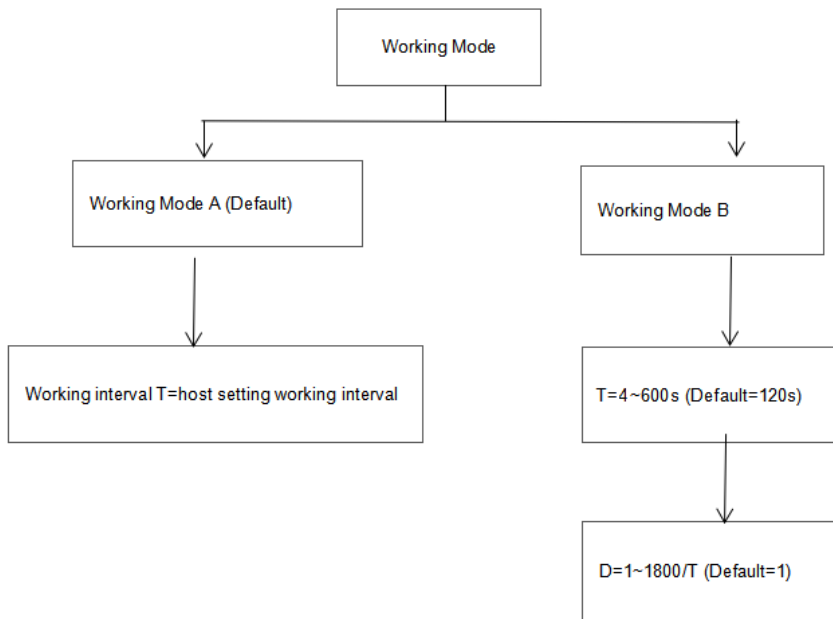 Working Mode
Working Mode A (Default)
Working Mode B
Working interval T=host setting working interval
T=4~600s (Default=120s)
D=1~1800/T (Default=1)